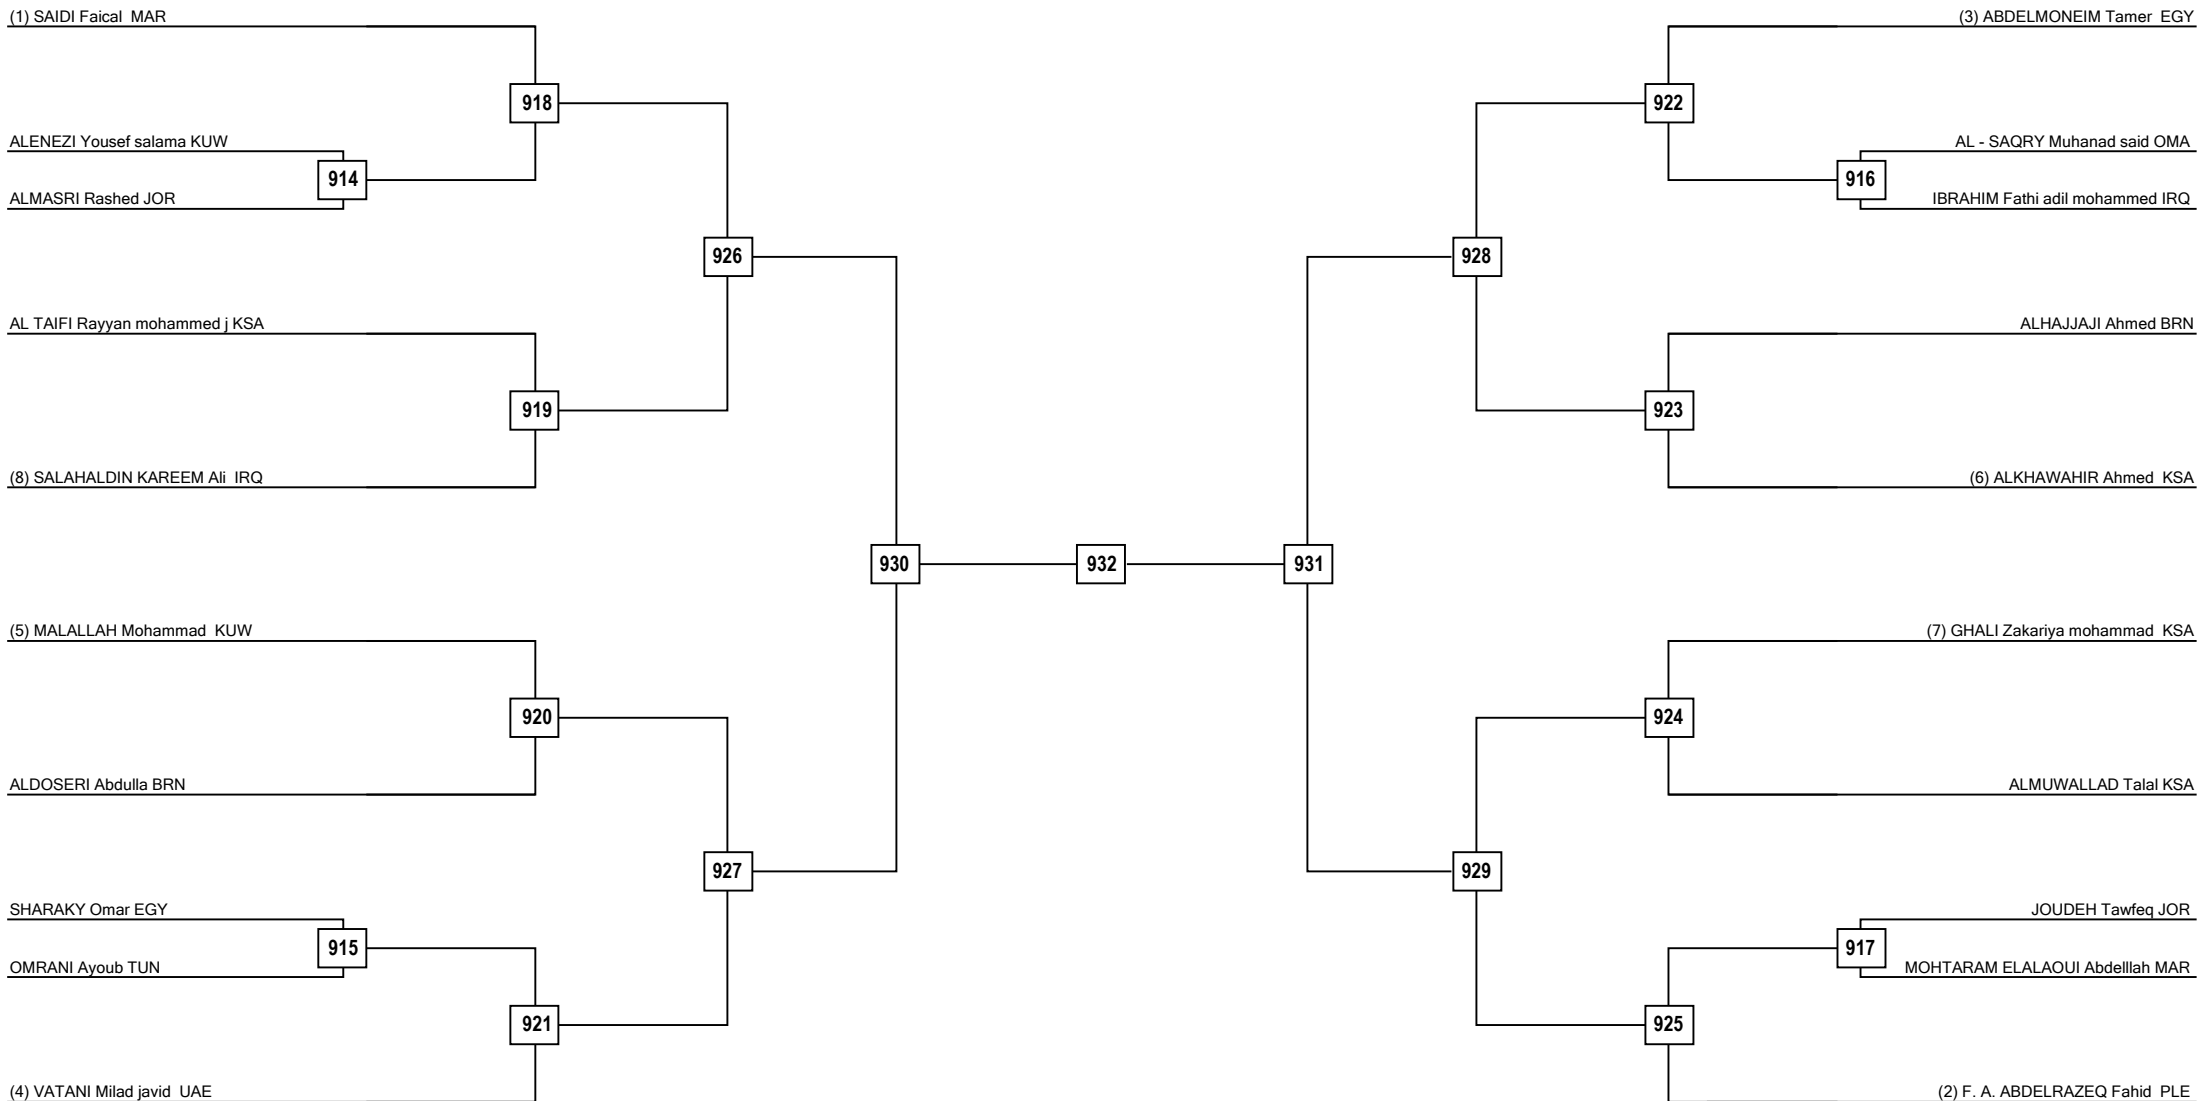 (1) SAIDI Faical  MAR
(3) ABDELMONEIM Tamer  EGY
918
922
ALENEZI Yousef salama KUW
AL - SAQRY Muhanad said OMA
914
916
ALMASRI Rashed JOR
IBRAHIM Fathi adil mohammed IRQ
926
928
AL TAIFI Rayyan mohammed j KSA
ALHAJJAJI Ahmed BRN
919
923
(8) SALAHALDIN KAREEM Ali  IRQ
(6) ALKHAWAHIR Ahmed  KSA
930
932
931
(5) MALALLAH Mohammad  KUW
(7) GHALI Zakariya mohammad  KSA
920
924
ALDOSERI Abdulla BRN
ALMUWALLAD Talal KSA
927
929
SHARAKY Omar EGY
JOUDEH Tawfeq JOR
915
917
OMRANI Ayoub TUN
MOHTARAM ELALAOUI Abdelllah MAR
921
925
(4) VATANI Milad javid  UAE
(2) F. A. ABDELRAZEQ Fahid  PLE